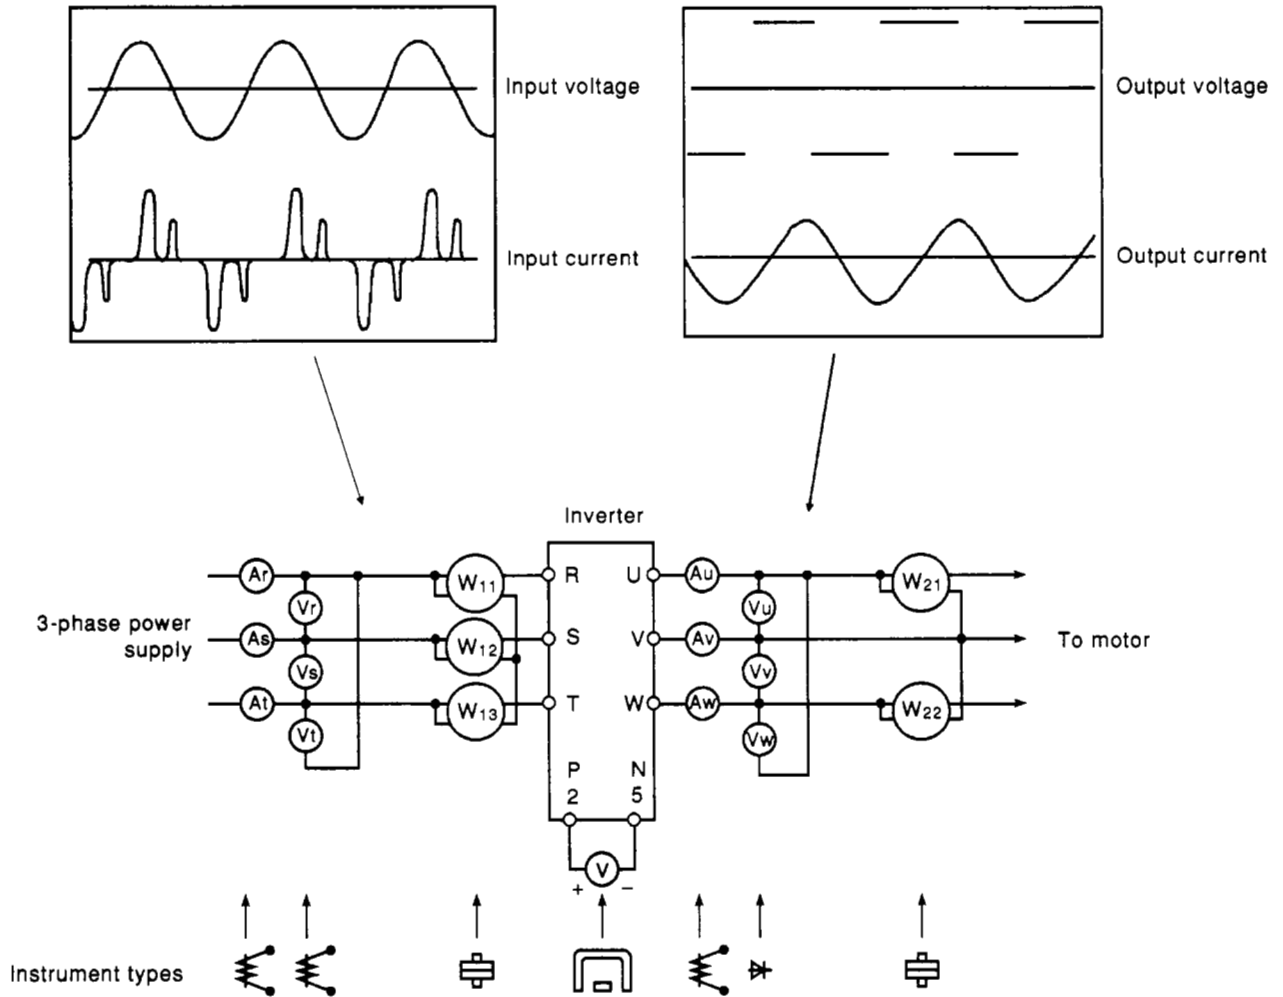 Input voltage
Input current
Output voltage
Output current
Inverter
3-phase power
supply
Ar
Vr
As
Vs
At
Vt
W11
W12
W13
R
S
T
U
V
W
P
2
N
5
V
+ −
Au
Vu
Av
Vv
Aw
Vw
W21
W22
To motor
Instrument types